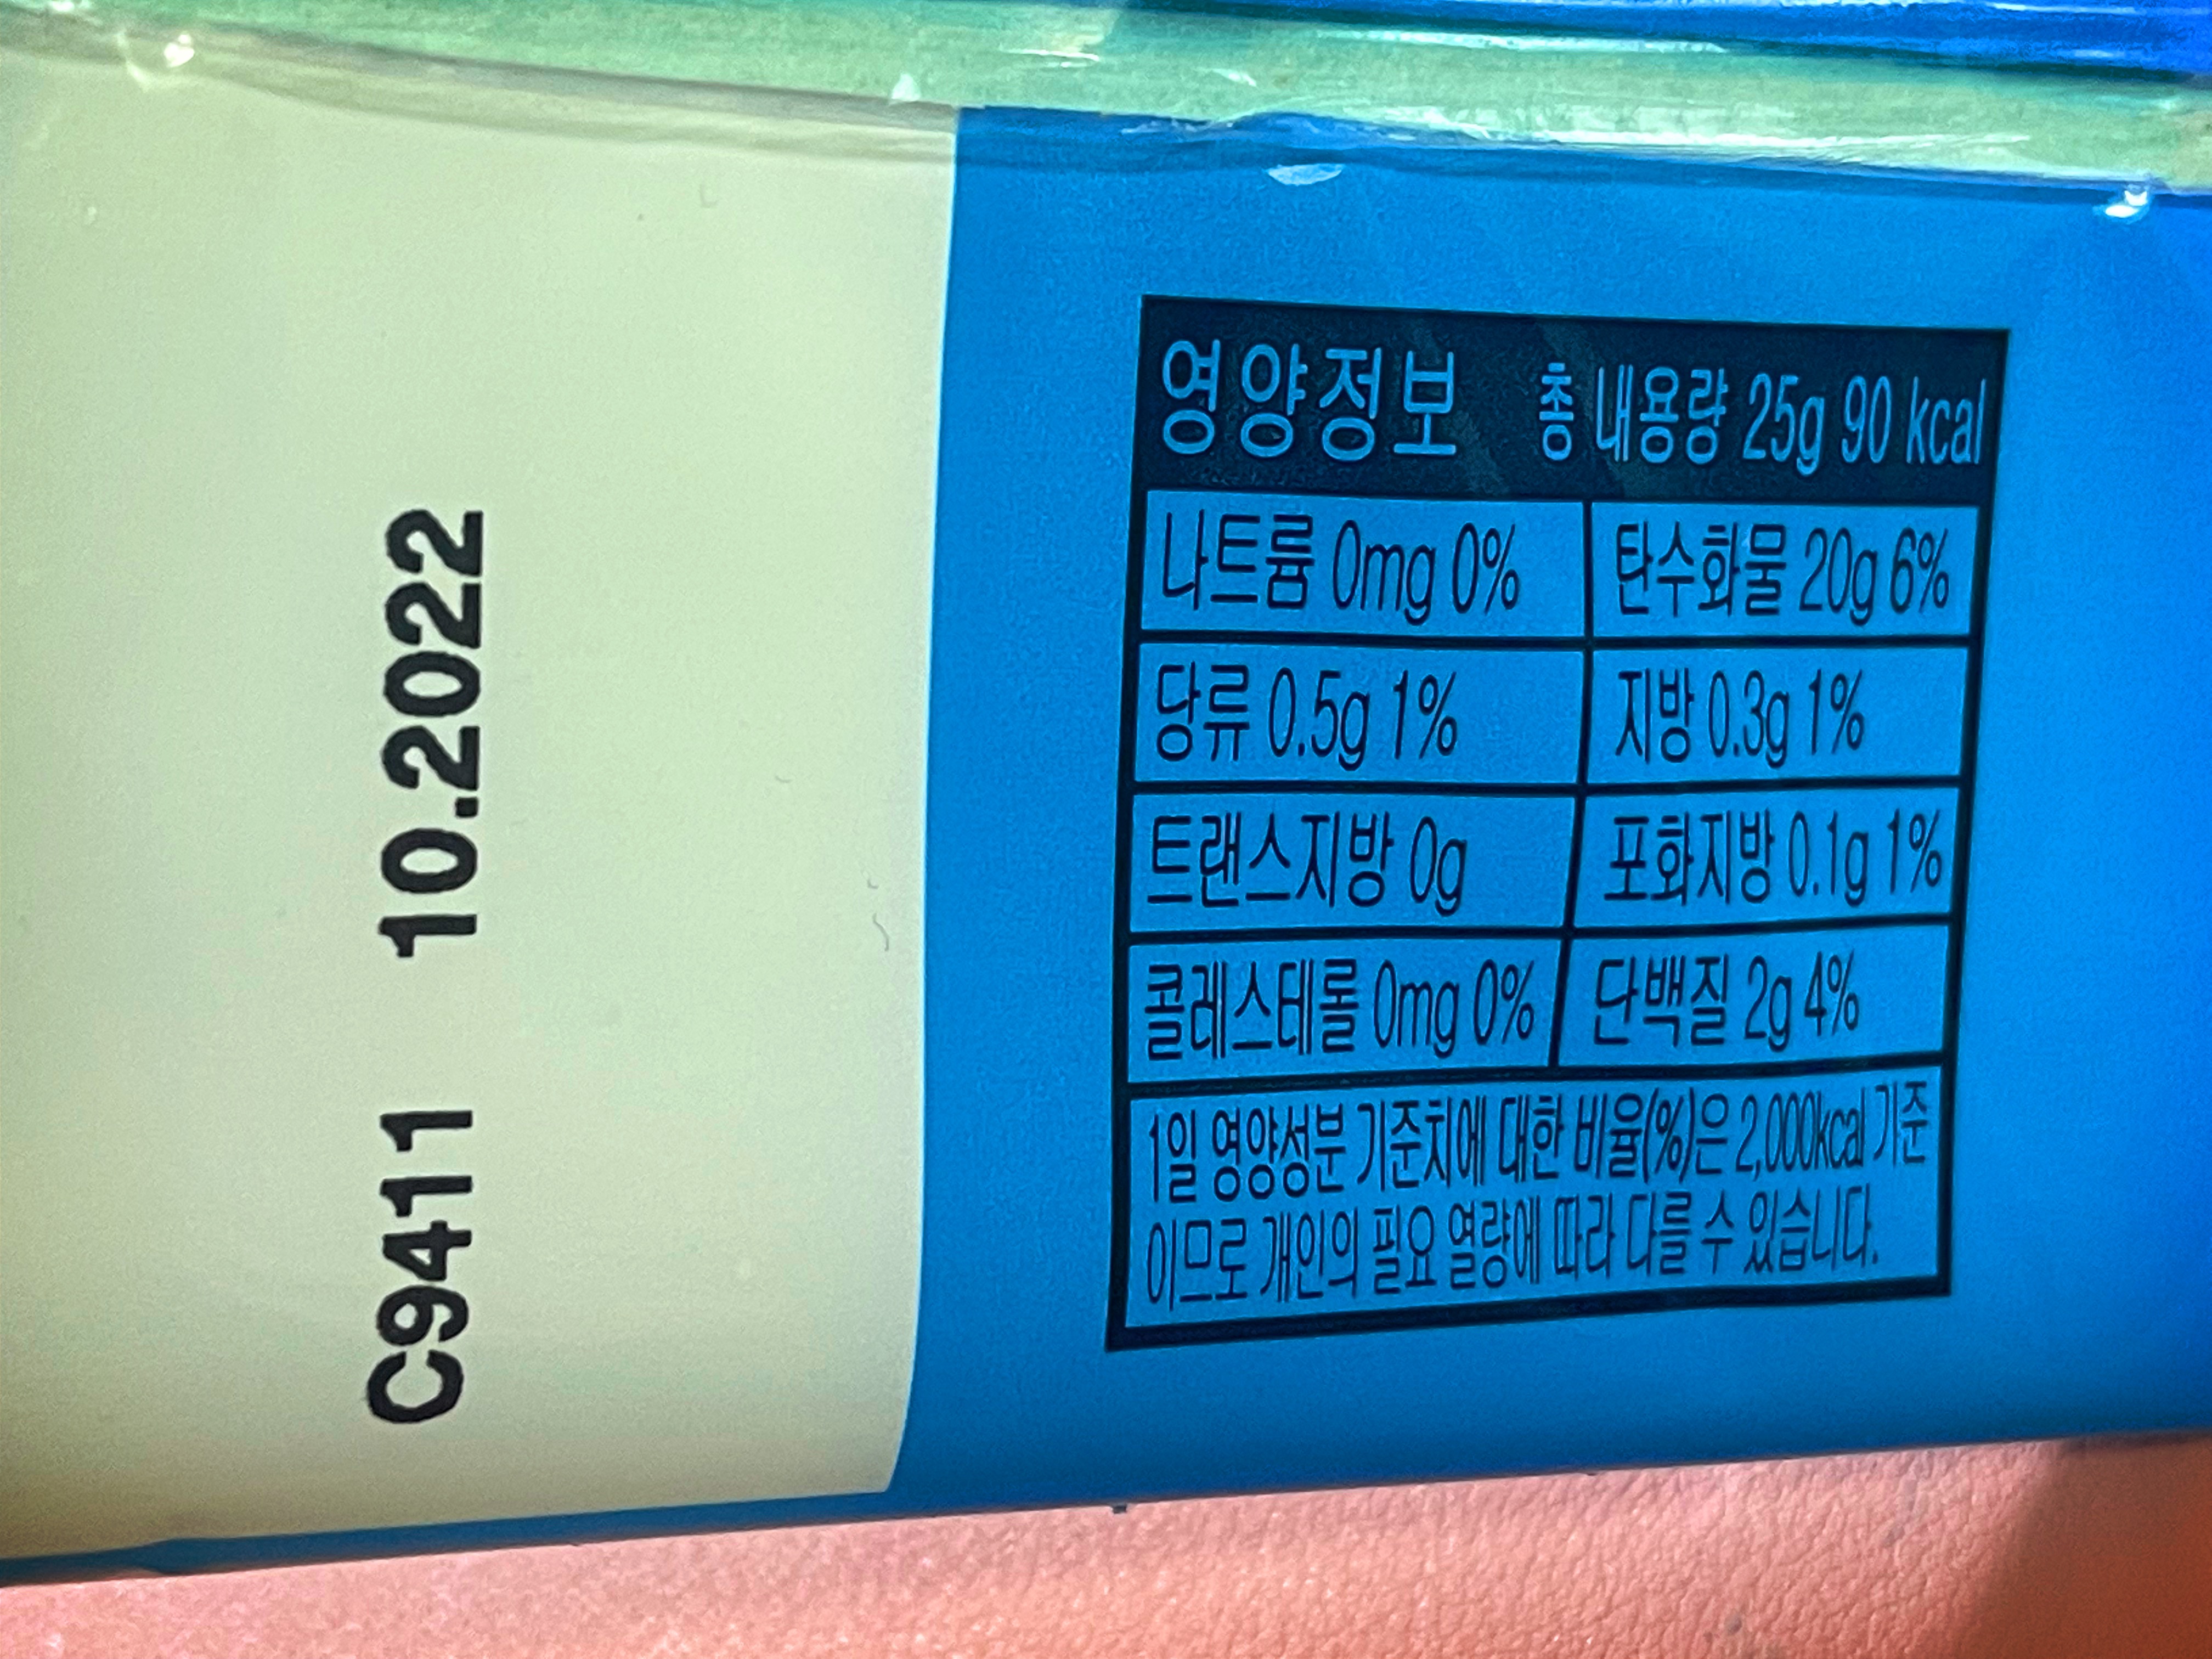 C9411 10.2022
영양정보 총 내용량 25g 90 kcal
나트륨 0mg 0% 탄수화물 20g 6%
당류 0.5g 1% 지방 0.3g 1%
트랜스지방 0g 포화지방 0.1g 1%
콜레스테롤 0mg 0% 단백질 2g 4%
1일 영양성분 기준치에 대한 비율(%)은 2,000kcal 기준
이므로 개인의 필요 열량에 따라 다를 수 있습니다.